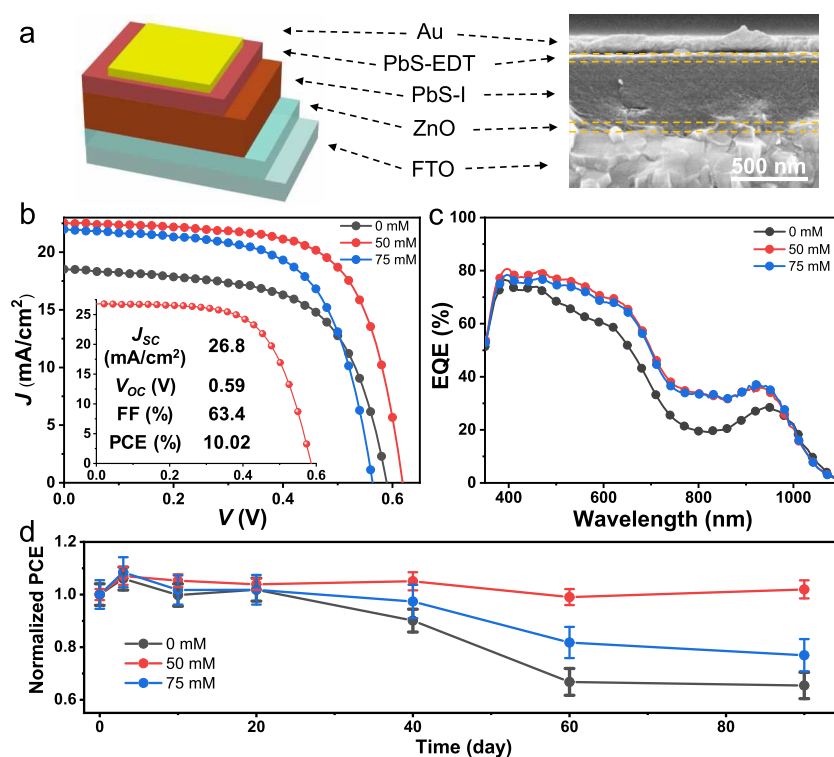 a
Au
PbS-EDT
PbS-I
ZnO
FTO
500 nm
b
J (mA/cm²)
20
15
10
5
0
0 mM
50 mM
75 mM
25
20
15
10
5
0
0.0
0.2
0.4
0.6
J_SC (mA/cm²) 26.8
V_OC (V) 0.59
FF (%) 63.4
PCE (%) 10.02
0.0 0.2 0.4 0.6
V (V)
c
EQE (%)
100
80
60
40
20
0
0 mM
50 mM
75 mM
400 600 800 1000
Wavelength (nm)
d
Normalized PCE
1.2
1.0
0.8
0.6
0 mM
50 mM
75 mM
0 20 40 60 80
Time (day)